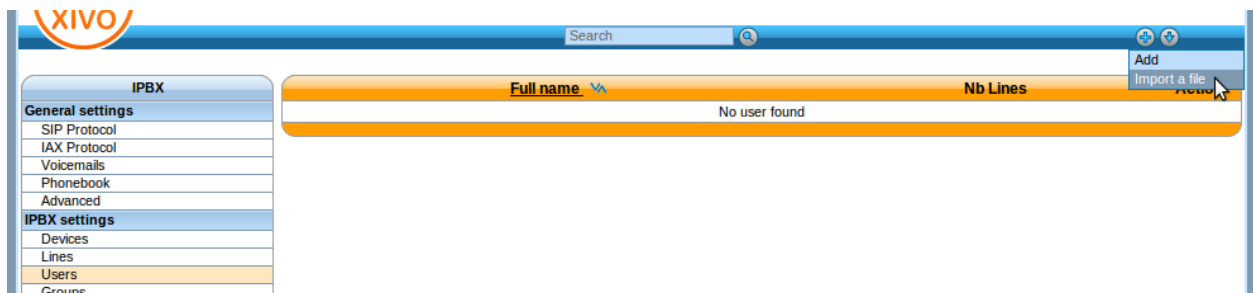 XIVO
Search
Add
Import a file
IPBX
Full name
Nb Lines
Action
General settings
No user found
SIP Protocol
IAX Protocol
Voicemails
Phonebook
Advanced
IPBX settings
Devices
Lines
Users
Groups